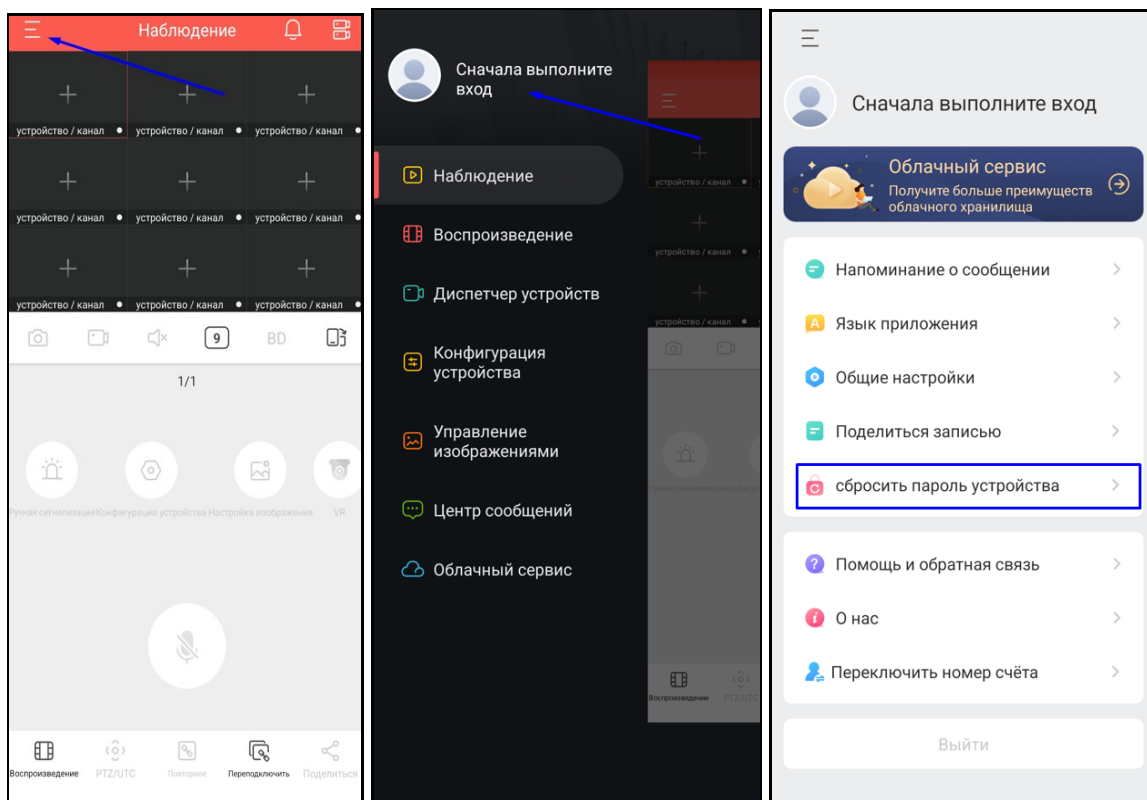 Наблюдение
устройство / канал устройство / канал устройство / канал
устройство / канал устройство / канал устройство / канал
устройство / канал устройство / канал устройство / канал
9 BD
1/1
Ручная сигнализация Конфигурация устройства Настройка изображения VR
Воспроизведение PTZ/UTC Повторное Переподключить Поделиться
Сначала выполните
вход
Наблюдение
Воспроизведение
Диспетчер устройств
Конфигурация
устройства
Управление
изображениями
Центр сообщений
Облачный сервис
устройство / канал
устройство / канал
устройство / канал
Воспроизведение PTZ/UTC
Сначала выполните вход
Облачный сервис
Получите больше преимуществ
облачного хранилища
Напоминание о сообщении
Язык приложения
Общие настройки
Поделиться записью
сбросить пароль устройства
Помощь и обратная связь
О нас
Переключить номер счёта
Выйти